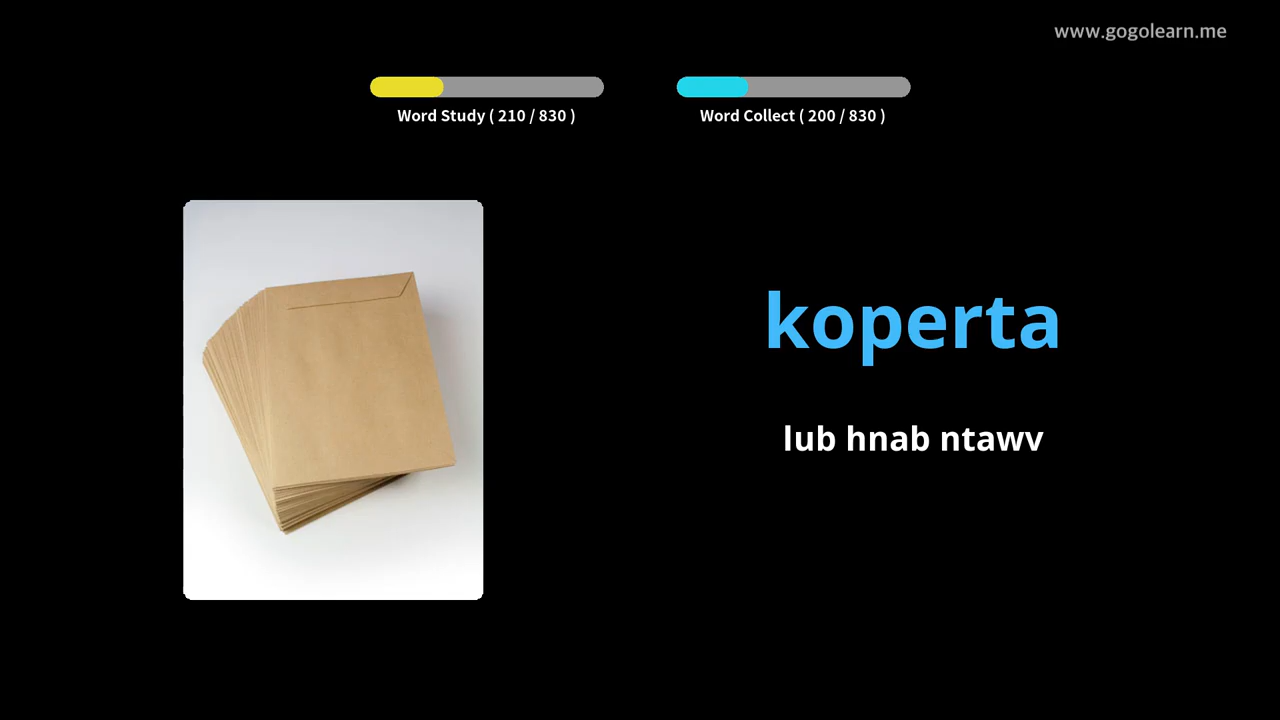 www.gogolearn.me
Word Study ( 210 / 830 )
Word Collect ( 200 / 830 )
koperta
lub hnab ntawv